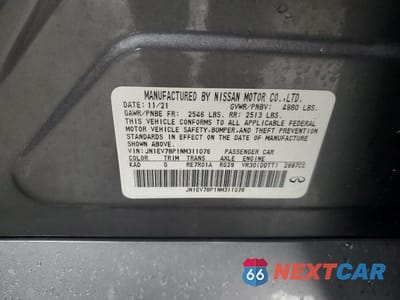 MANUFACTURED BY NISSAN MOTOR CO.,LTD.
DATE: 11/21 GVWR/PNBV: 4980 LBS.
GAWR/PNBE FR: 2546 LBS. RR: 2513 LBS.
THIS VEHICLE CONFORMS TO ALL APPLICABLE FEDERAL
MOTOR VEHICLE SAFETY,BUMPER,AND THEFT PREVENTION
STANDARDS IN EFFECT ON THE DATE OF MANUFACTURE
SHOWN ABOVE.
V.I.N: JN1EV7BP1NM311076 PASSENGER CAR
COLOR TRIM TRANS AXLE ENGINE
KAD G RE7R01A RG29 VR30(DDTT) 2997CC
JN1EV7BP1NM311076
INFINITI
66 NEXTCAR